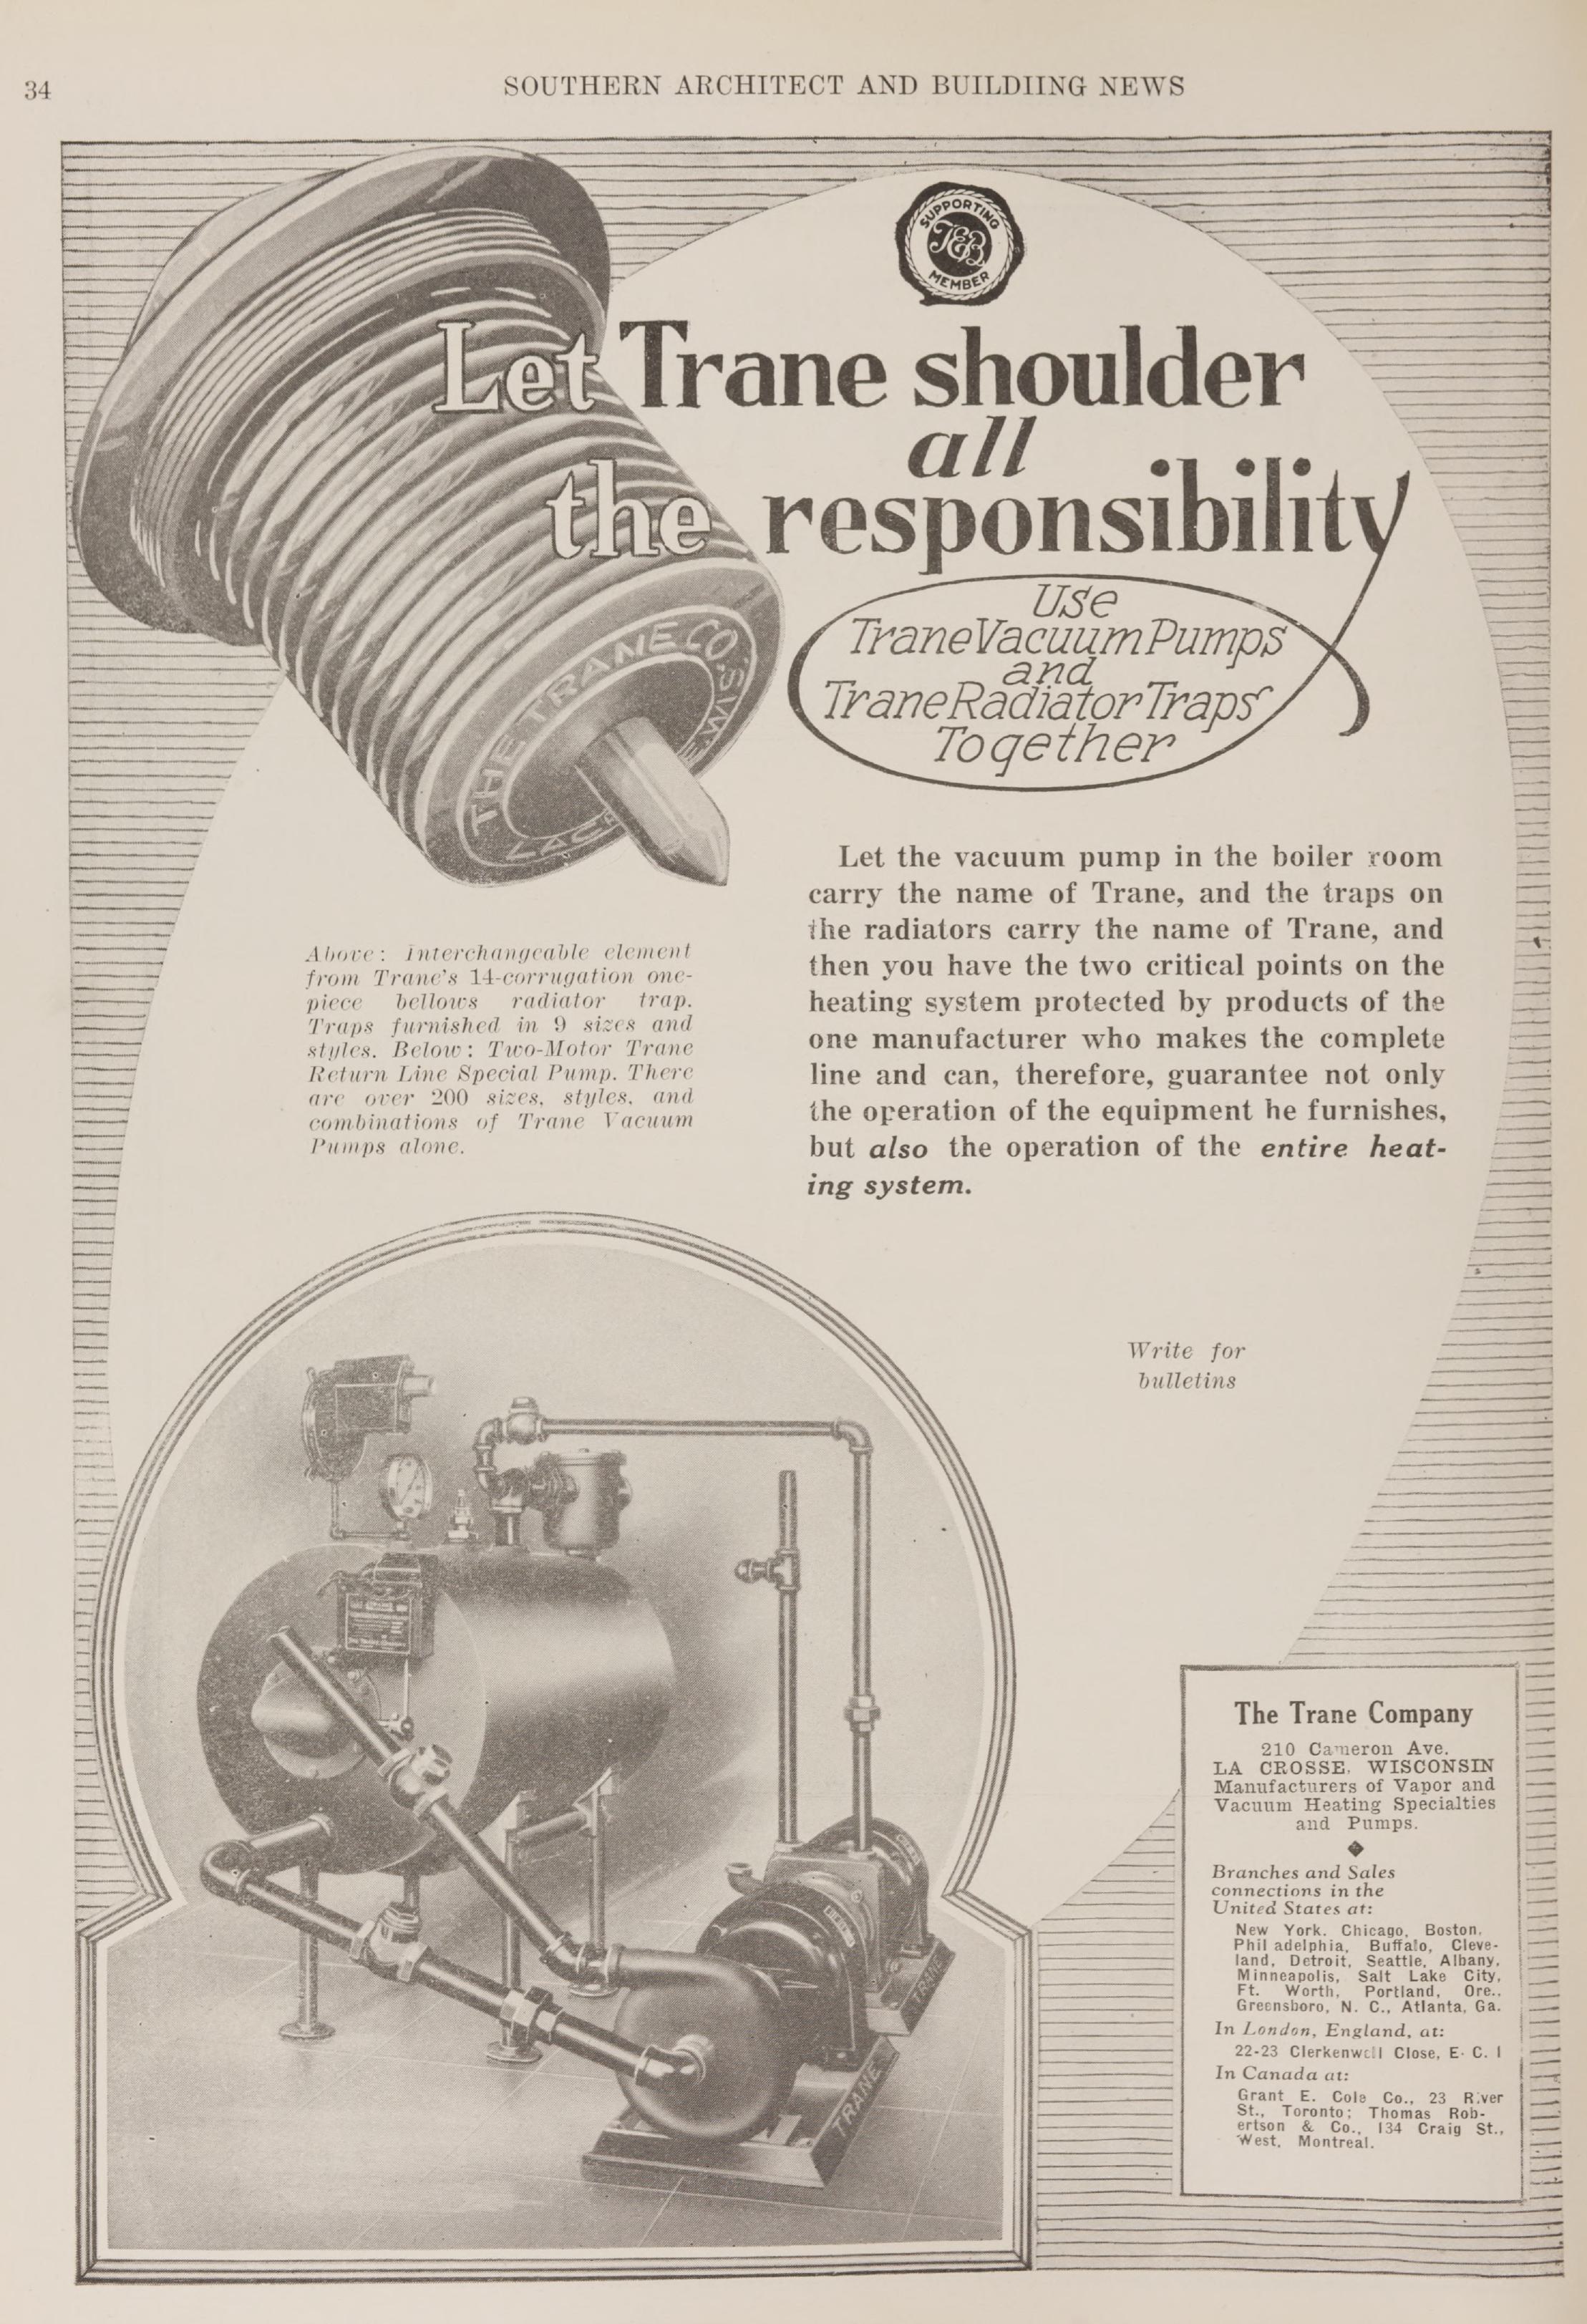 34
SOUTHERN ARCHITECT AND BUILDIING NEWS
SUPPORTING
MEMBER
Let Trane shoulder
all
the responsibility
Use
Trane Vacuum Pumps
and
Trane Radiator Traps
Together
THE TRANE CO.
WIS.
Let the vacuum pump in the boiler room
carry the name of Trane, and the traps on
the radiators carry the name of Trane, and
then you have the two critical points on the
heating system protected by products of the
one manufacturer who makes the complete
line and can, therefore, guarantee not only
the operation of the equipment he furnishes,
but also the operation of the entire heat-
ing system.
Above: Interchangeable element
from Trane's 14-corrugation one-
piece bellows radiator trap.
Traps furnished in 9 sizes and
styles. Below: Two-Motor Trane
Return Line Special Pump. There
are over 200 sizes, styles, and
combinations of Trane Vacuum
Pumps alone.
Write for
bulletins
TRANE
TRANE
The Trane Company
210 Cameron Ave.
LA CROSSE, WISCONSIN
Manufacturers of Vapor and
Vacuum Heating Specialties
and Pumps.
Branches and Sales
connections in the
United States at:
New York. Chicago, Boston,
Phil adelphia, Buffalo, Cleve-
land, Detroit, Seattle, Albany,
Minneapolis, Salt Lake City,
Ft. Worth, Portland, Ore.,
Greensboro, N. C., Atlanta, Ga.
In London, England, at:
22-23 Clerkenwell Close, E. C. 1
In Canada at:
Grant E. Cole Co., 23 River
St., Toronto; Thomas Rob-
ertson & Co., 134 Craig St.,
West, Montreal.